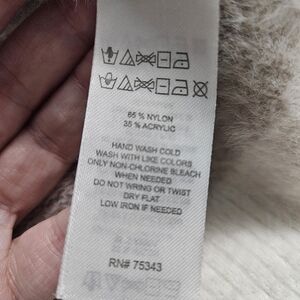 65 % NYLON
35 % ACRYLIC
HAND WASH COLD
WASH WITH LIKE COLORS
ONLY NON-CHLORINE BLEACH
WHEN NEEDED
DO NOT WRING OR TWIST
DRY FLAT
LOW IRON IF NEEDED
RN# 75343